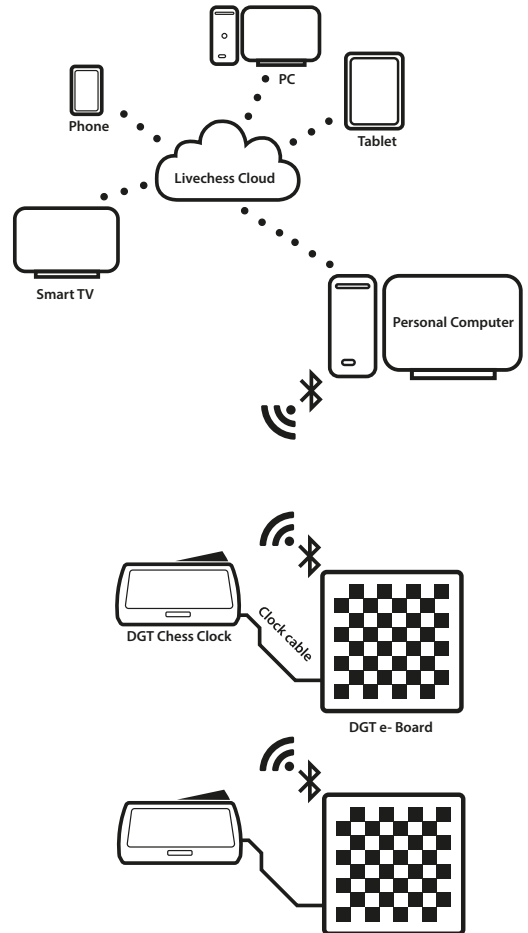 PC
Phone
Tablet
Livechess Cloud
Smart TV
Personal Computer
Clock cable
DGT Chess Clock
DGT e- Board